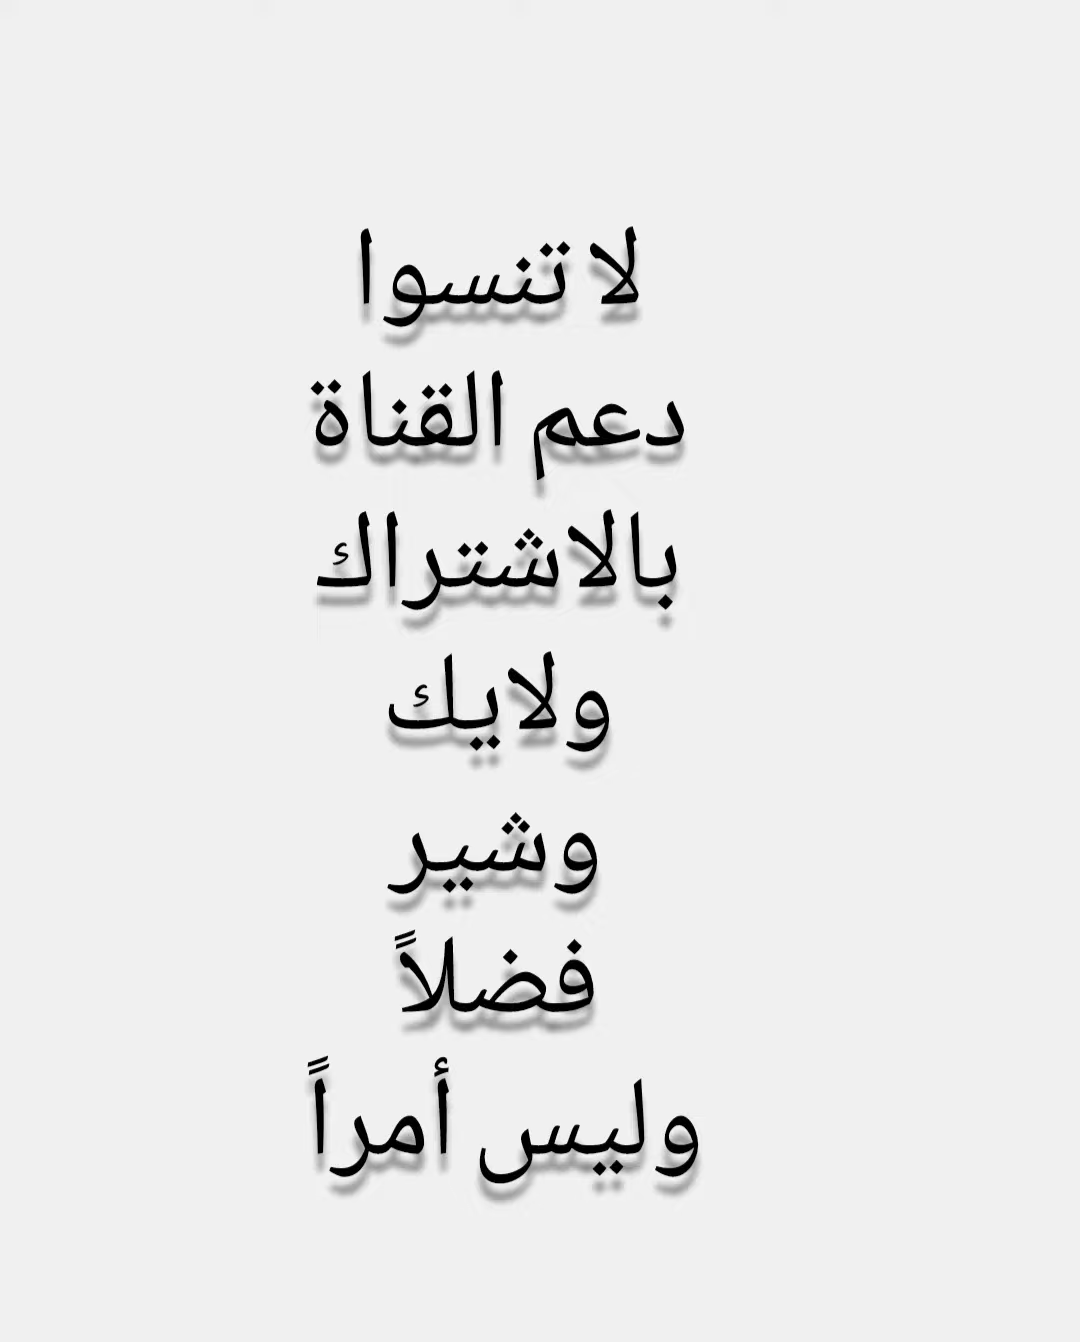 لا تنسوا
دعم القناة
بالاشتراك
ولايك
وشير
فضلاً
وليس أمراً